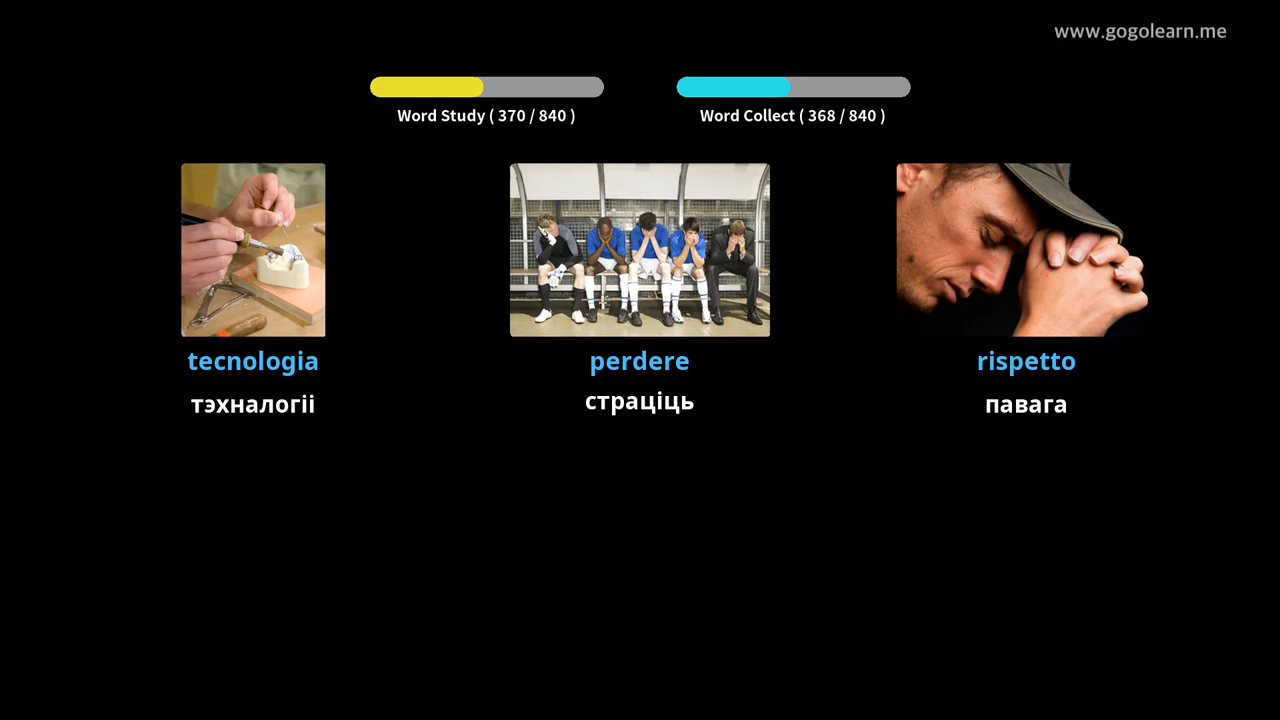 www.gogolearn.me
Word Study ( 370 / 840 )
Word Collect ( 368 / 840 )
tecnologia
тэхналогіі
perdere
страціць
rispetto
павага